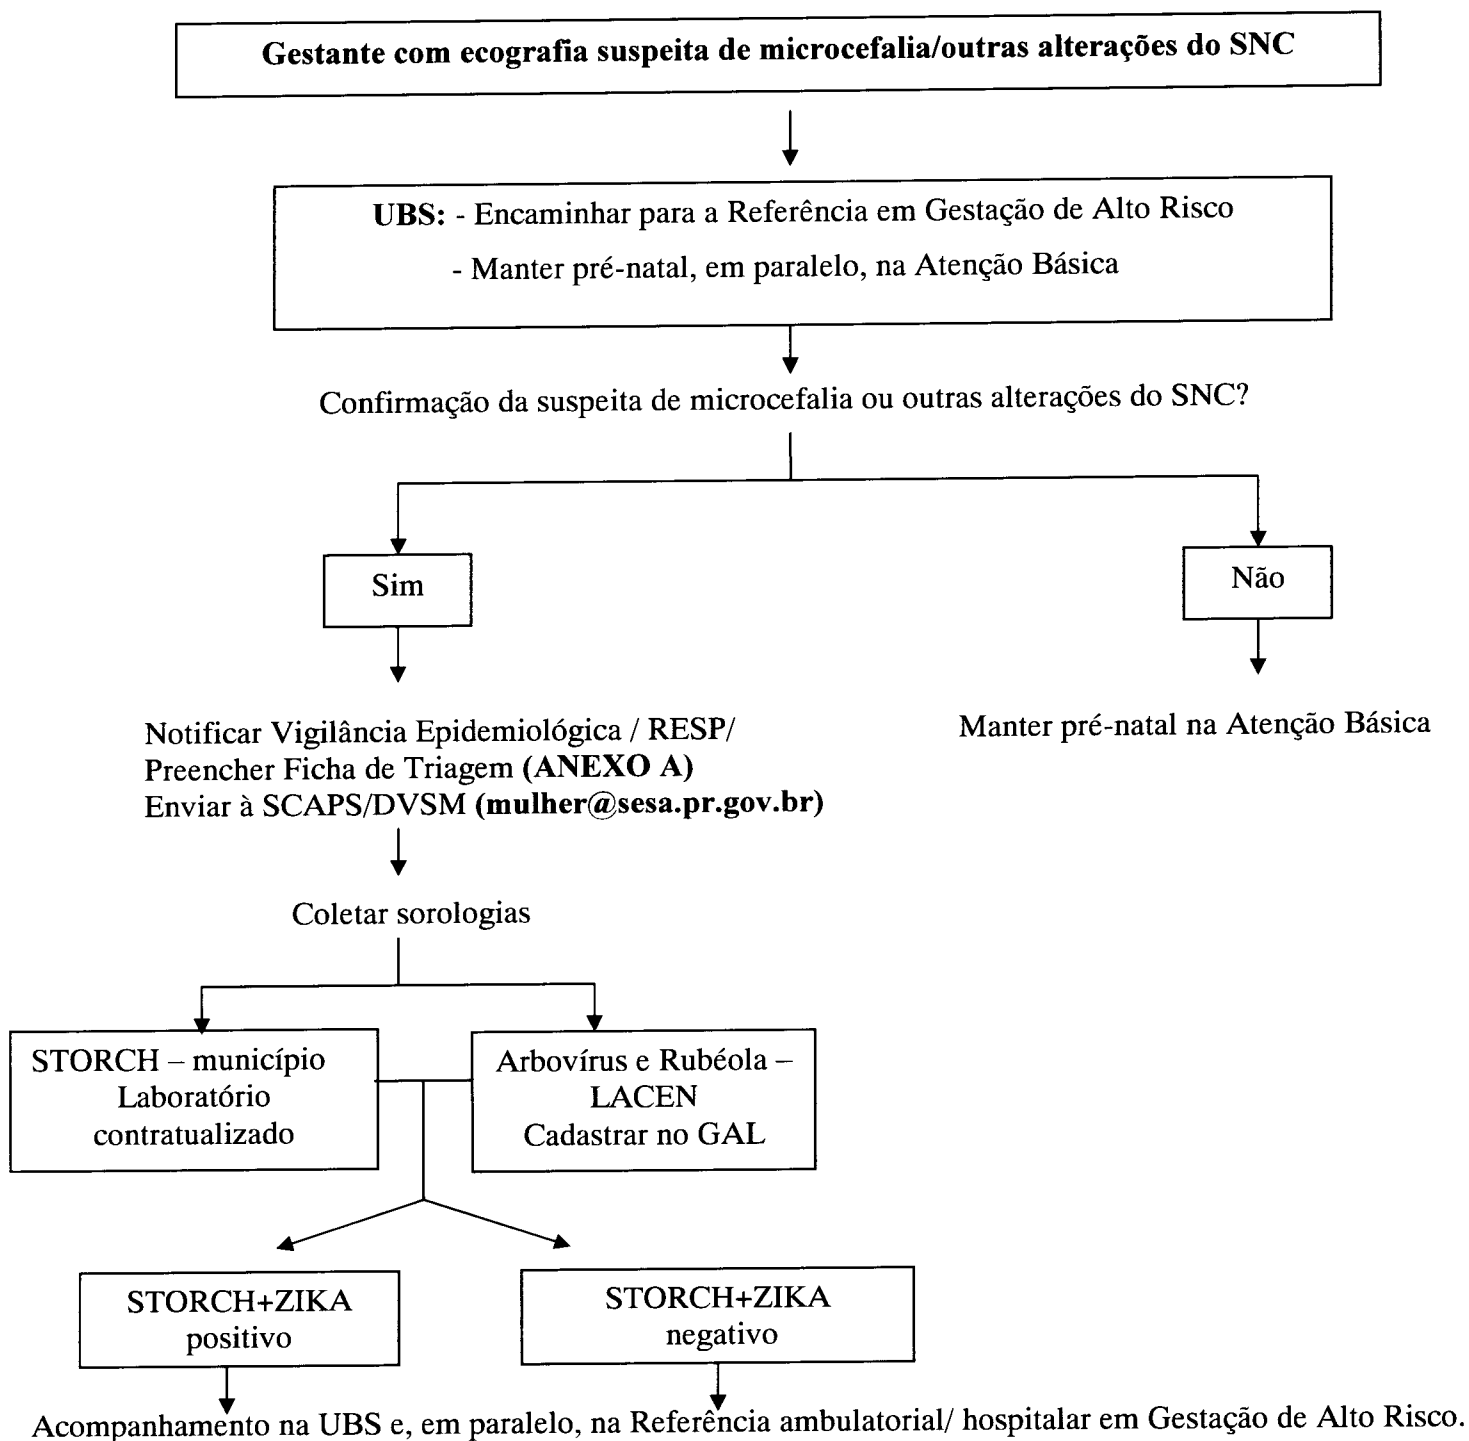 Gestante com ecografia suspeita de microcefalia/outras alterações do SNC
UBS: - Encaminhar para a Referência em Gestação de Alto Risco
- Manter pré-natal, em paralelo, na Atenção Básica
Confirmação da suspeita de microcefalia ou outras alterações do SNC?
Sim
Não
Notificar Vigilância Epidemiológica / RESP/
Preencher Ficha de Triagem (ANEXO A)
Enviar à SCAPS/DVSM (mulher@sesa.pr.gov.br)
Manter pré-natal na Atenção Básica
Coletar sorologias
STORCH – município
Laboratório
contratualizado
Arbovírus e Rubéola –
LACEN
Cadastrar no GAL
STORCH+ZIKA
positivo
STORCH+ZIKA
negativo
Acompanhamento na UBS e, em paralelo, na Referência ambulatorial/ hospitalar em Gestação de Alto Risco.